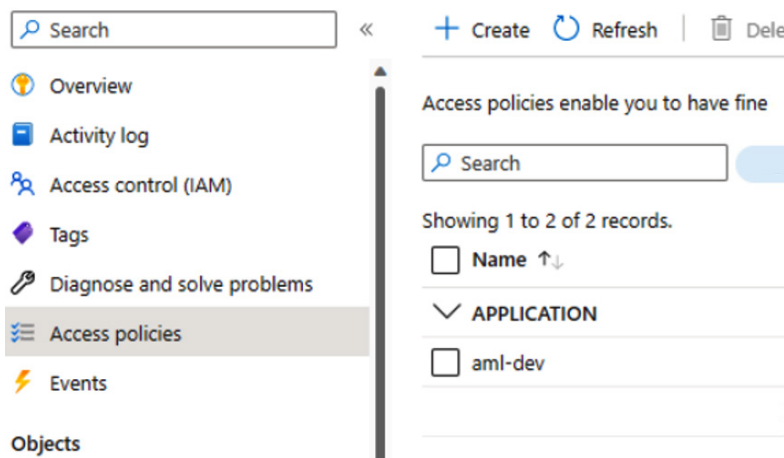 Search
Overview
Activity log
Access control (IAM)
Tags
Diagnose and solve problems
Access policies
Events
Objects
Create Refresh Dele
Access policies enable you to have fine
Search
Showing 1 to 2 of 2 records.
Name
APPLICATION
aml-dev